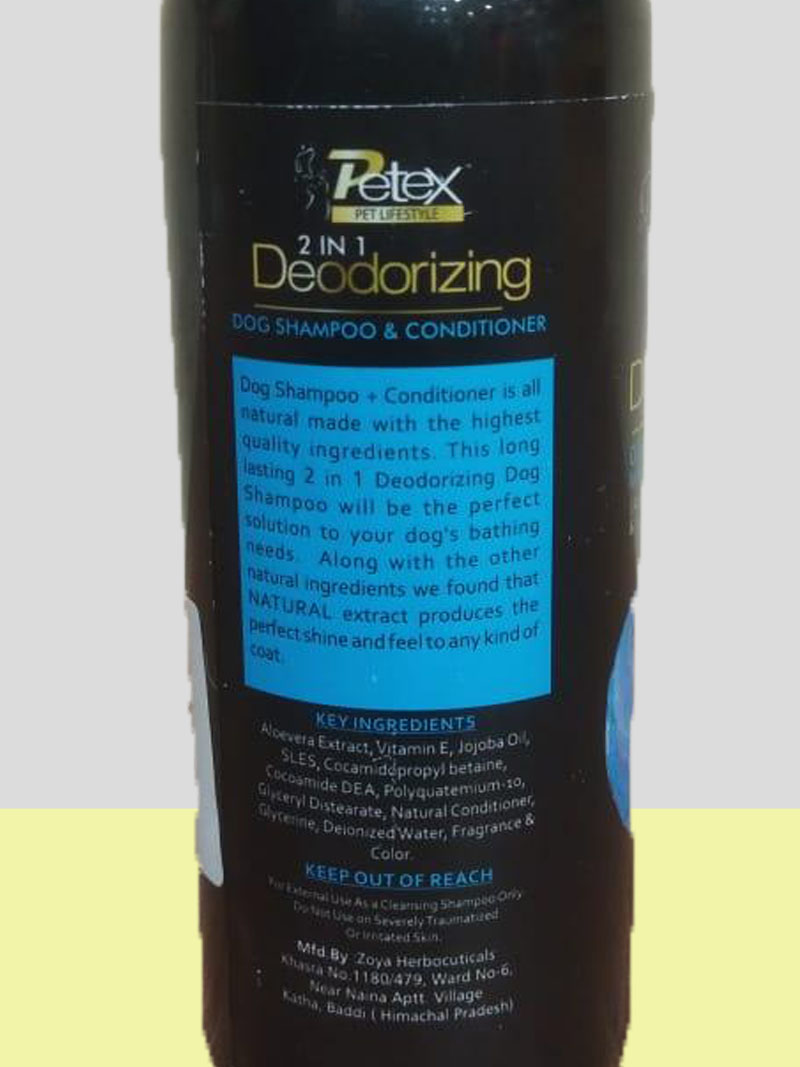 Petex
PET LIFESTYLE
2 IN 1
Deodorizing
DOG SHAMPOO & CONDITIONER
Dog Shampoo + Conditioner is all
natural made with the highest
quality ingredients. This long
lasting 2 in 1 Deodorizing Dog
Shampoo will be the perfect
solution to your dog's bathing
needs. Along with the other
natural ingredients we found that
NATURAL extract produces the
perfect shine and feel to any kind of
coat.
KEY INGREDIENTS
Aloevera Extract, Vitamin E, Jojoba Oil,
SLES, Cocamidopropyl betaine,
Cocoamide DEA, Polyquatemium-10,
Glyceryl Distearate, Natural Conditioner,
Glycerine, Deionized Water, Fragrance &
Color.
KEEP OUT OF REACH
For External Use As a Cleansing Shampoo Only
Do Not Use on Severely Traumatized
Or Irritated Skin.
Mfd By Zoya Herbocuticals
Khasra No.1180/479, Ward No-6,
Near Naina Aptt Village
Katha, Baddi ( Himachal Pradesh)